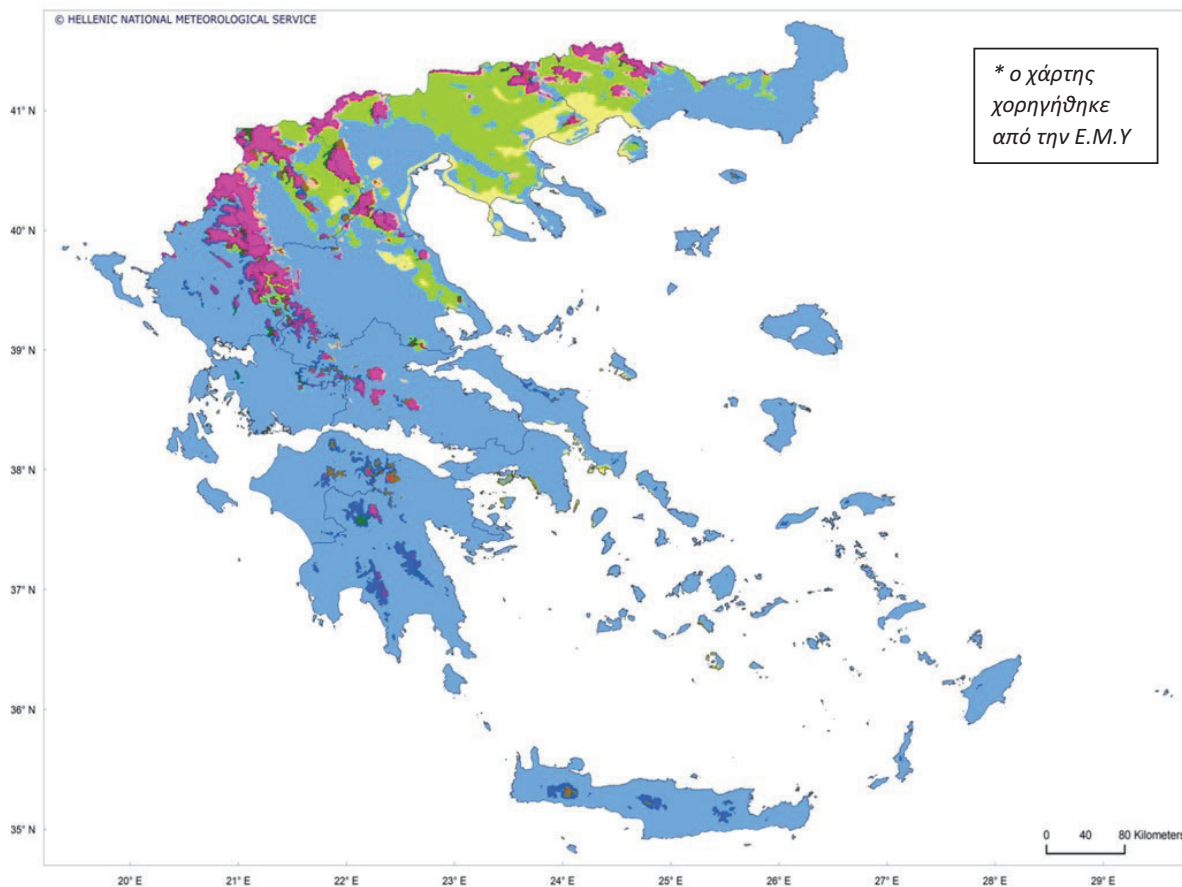 © HELLENIC NATIONAL METEOROLOGICAL SERVICE
* ο χάρτης
χορηγήθηκε
από την Ε.Μ.Υ
41° N
40° N
39° N
38° N
37° N
36° N
35° N
0 40 80 Kilometers
20° E 21° E 22° E 23° E 24° E 25° E 26° E 27° E 28° E 29° E